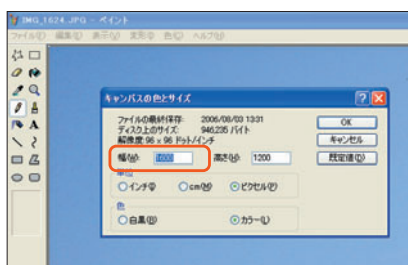 IMG_1624.JPG - ペイント
ファイル(F) 編集(E) 表示(V) 変形(I) 色(C) ヘルプ(H)
A
キャンバスの色とサイズ
ファイルの最終保存: 2006/08/03 13:31
ディスク上のサイズ: 946,235 バイト
解像度: 96 x 96 ドット/インチ
幅(W): 1600 高さ(H): 1200
単位
インチ(I) cm(M) ピクセル(P)
色
白黒(B) カラー(L)
OK
キャンセル
既定値(D)